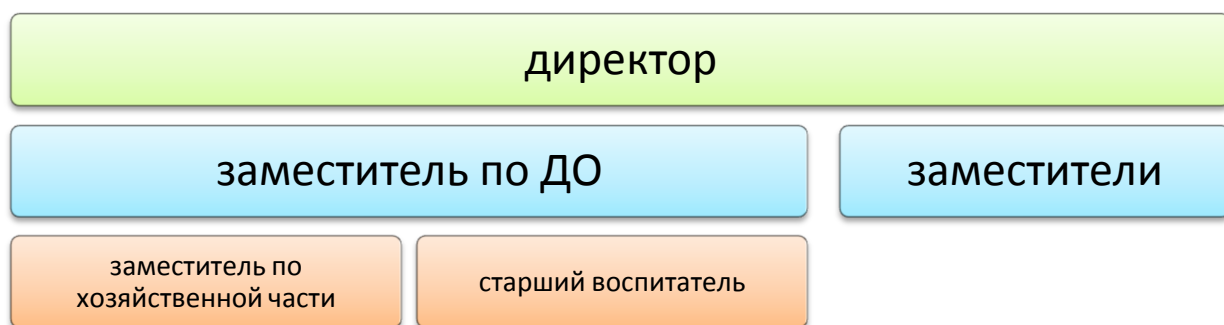 директор
заместитель по ДО
заместители
заместитель по
хозяйственной части
старший воспитатель